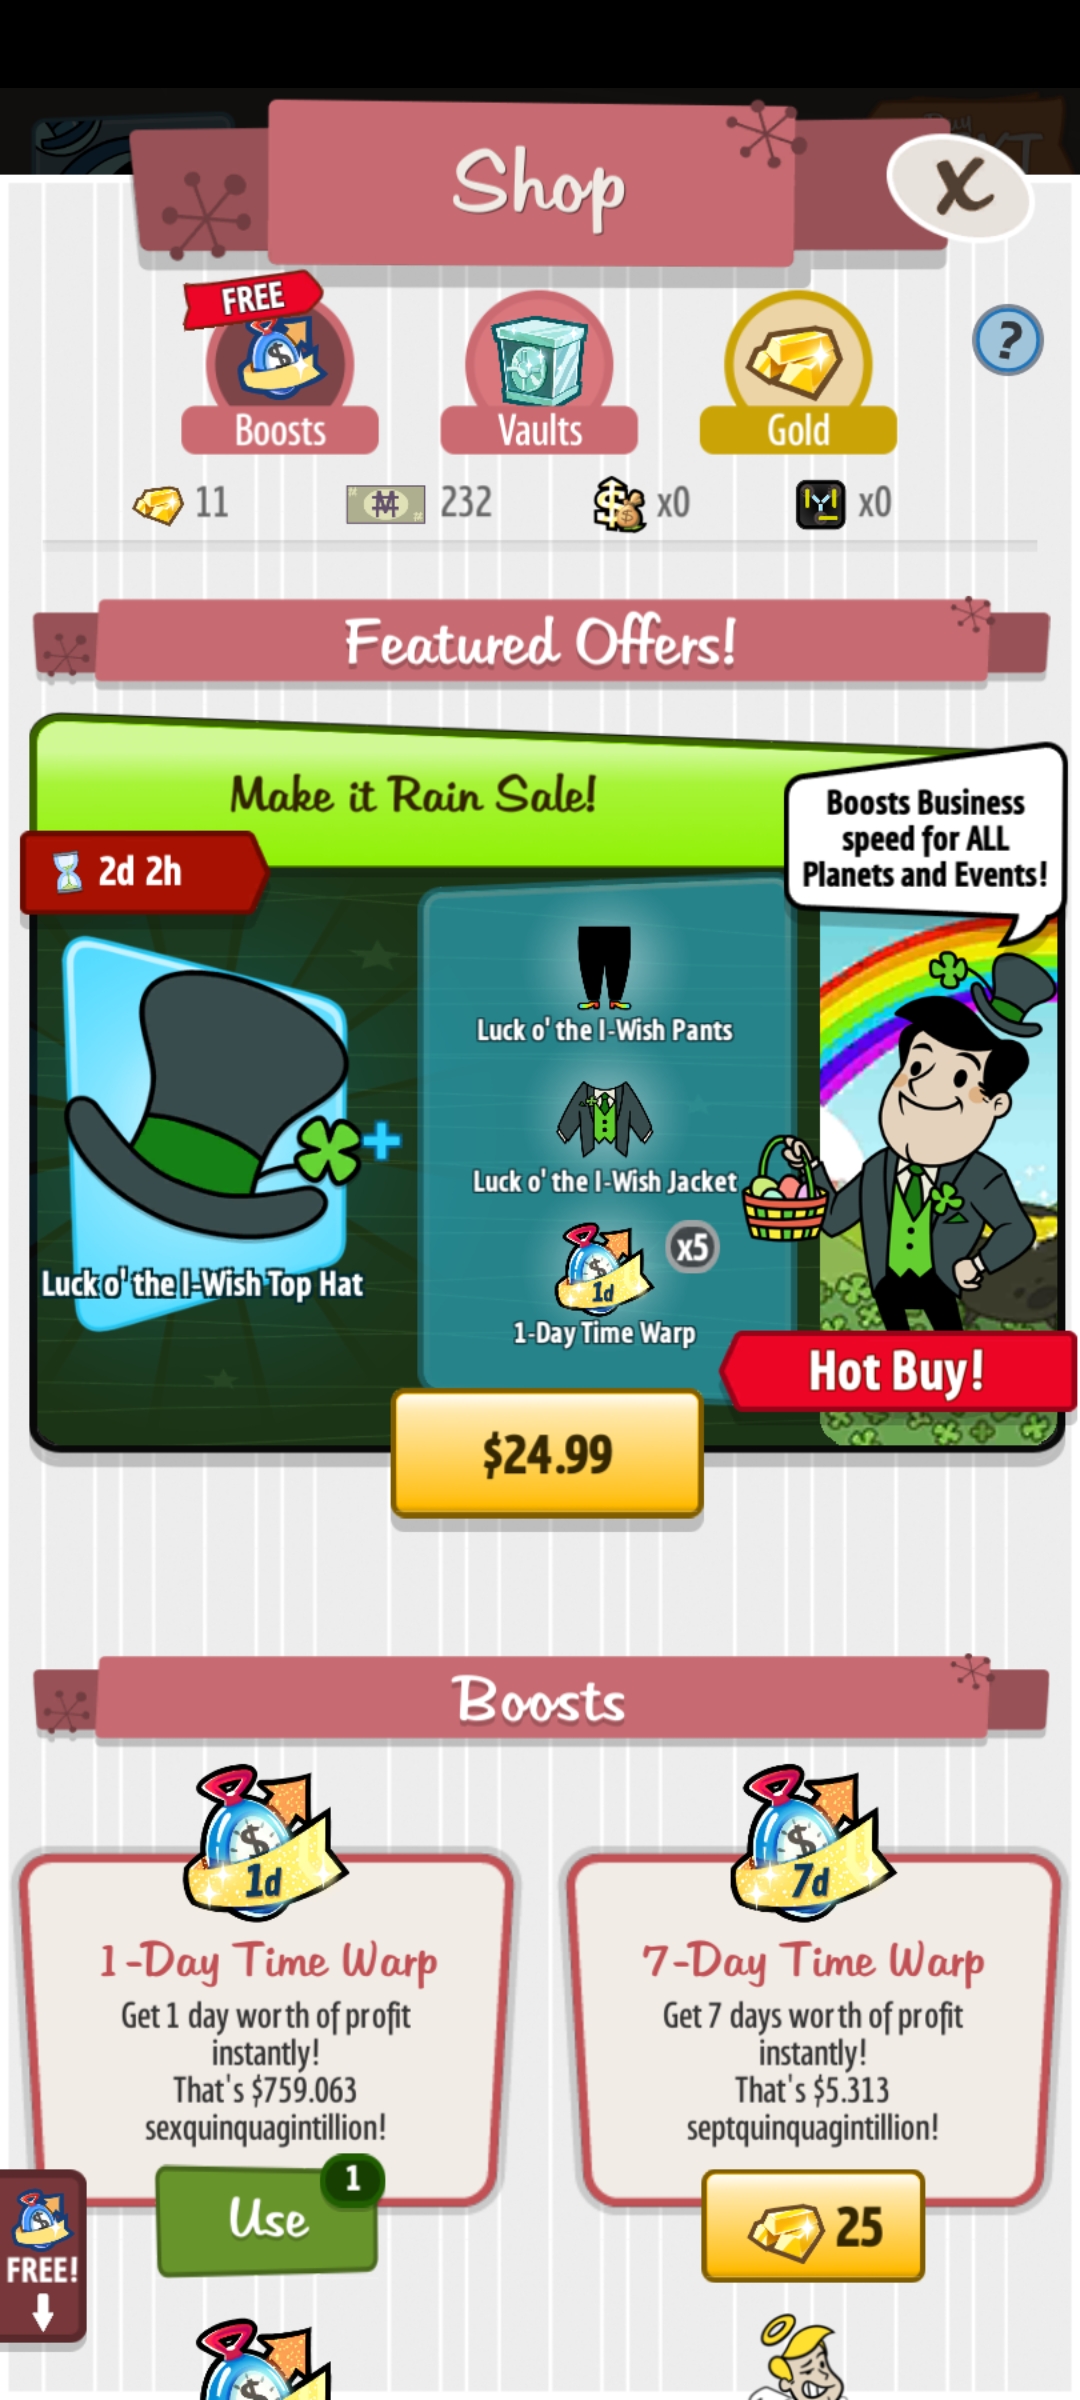 Shop
X
FREE
Boosts
Vaults
Gold
?
11
232
x0
x0
Featured Offers!
Make it Rain Sale!
Boosts Business
speed for ALL
Planets and Events!
2d 2h
Luck o' the I-Wish Pants
Luck o' the I-Wish Jacket
Luck o' the I-Wish Top Hat
x5
1d
1-Day Time Warp
Hot Buy!
$24.99
Boosts
1d
1-Day Time Warp
Get 1 day worth of profit
instantly!
That's $759.063
sexquinquagintillion!
1
Use
7d
7-Day Time Warp
Get 7 days worth of profit
instantly!
That's $5.313
septquinquagintillion!
25
FREE!